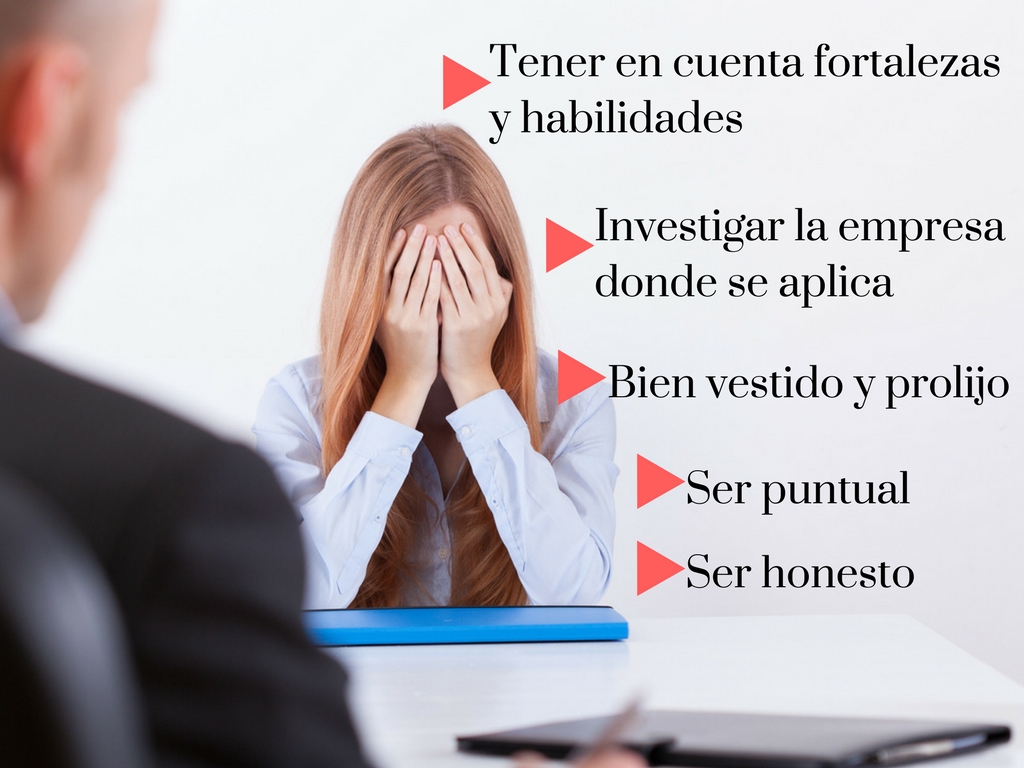 Tener en cuenta fortalezas
y habilidades
Investigar la empresa
donde se aplica
Bien vestido y prolijo
Ser puntual
Ser honesto